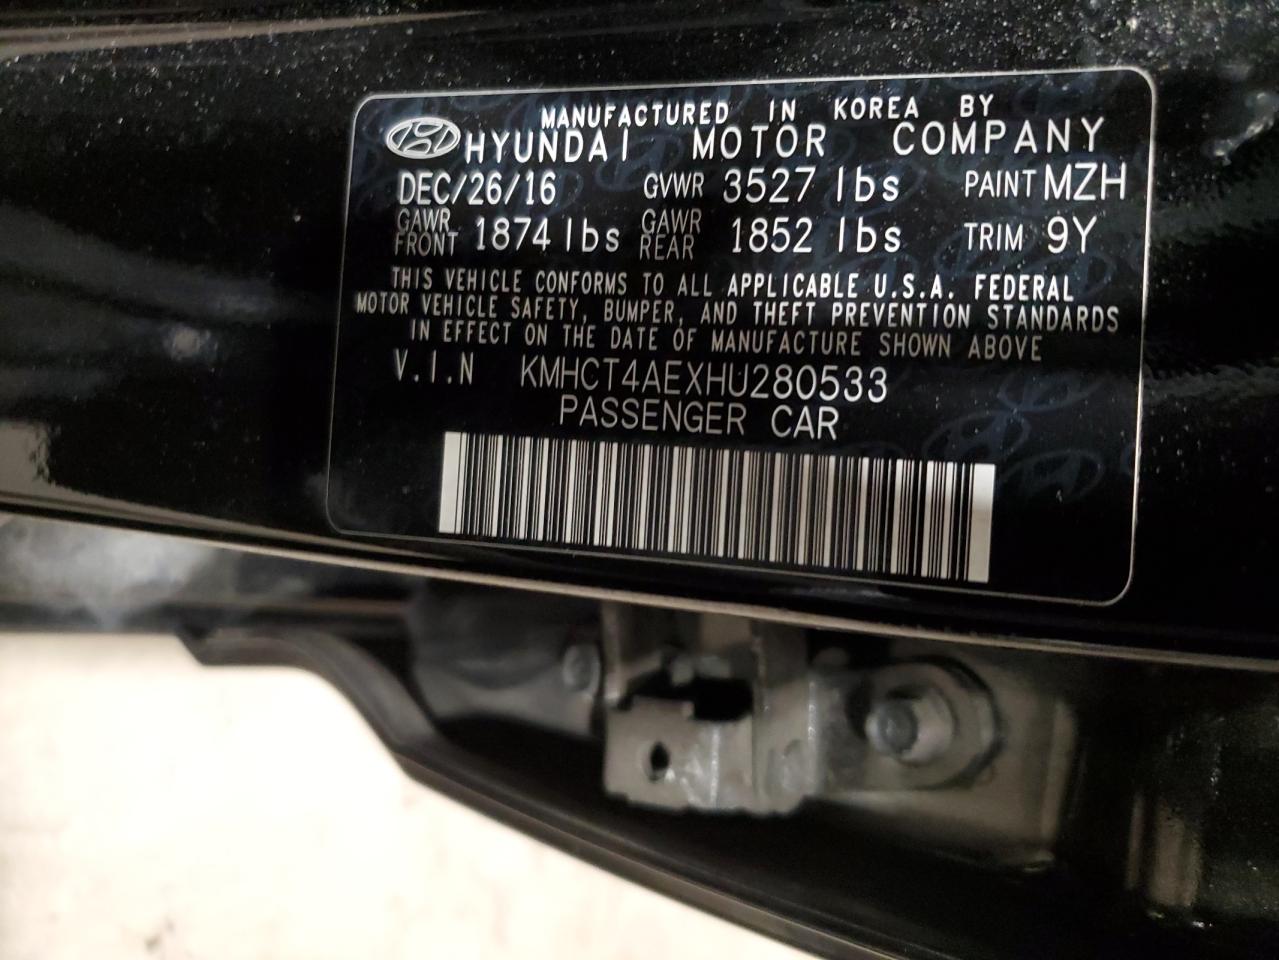 MANUFACTURED IN KOREA BY
HYUNDAI MOTOR COMPANY
DEC/26/16 GVWR 3527 lbs PAINT MZH
GAWR FRONT 1874 lbs GAWR REAR 1852 lbs TRIM 9Y
THIS VEHICLE CONFORMS TO ALL APPLICABLE U.S.A. FEDERAL
MOTOR VEHICLE SAFETY, BUMPER, AND THEFT PREVENTION STANDARDS
IN EFFECT ON THE DATE OF MANUFACTURE SHOWN ABOVE
V.I.N KMHCT4AEXHU280533
PASSENGER CAR